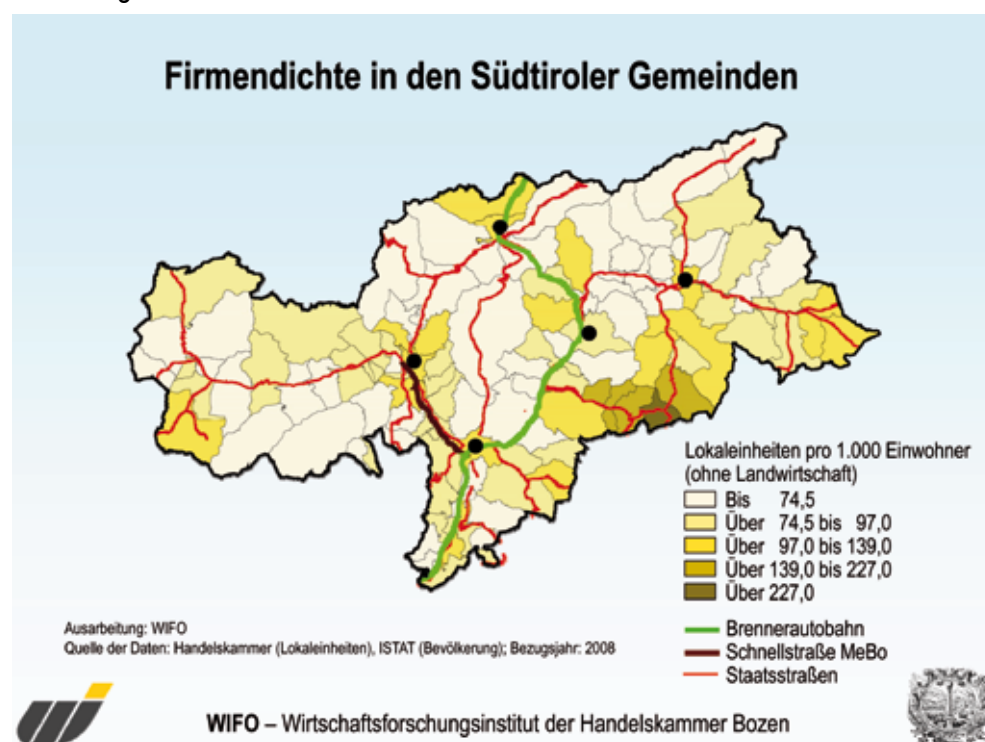 Firmendichte in den Südtiroler Gemeinden
Lokaleinheiten pro 1.000 Einwohner
(ohne Landwirtschaft)
Bis 74,5
Über 74,5 bis 97,0
Über 97,0 bis 139,0
Über 139,0 bis 227,0
Über 227,0
Brennerautobahn
Schnellstraße MeBo
Staatsstraßen
Ausarbeitung: WIFO
Quelle der Daten: Handelskammer (Lokaleinheiten), ISTAT (Bevölkerung); Bezugsjahr: 2008
WIFO – Wirtschaftsforschungsinstitut der Handelskammer Bozen